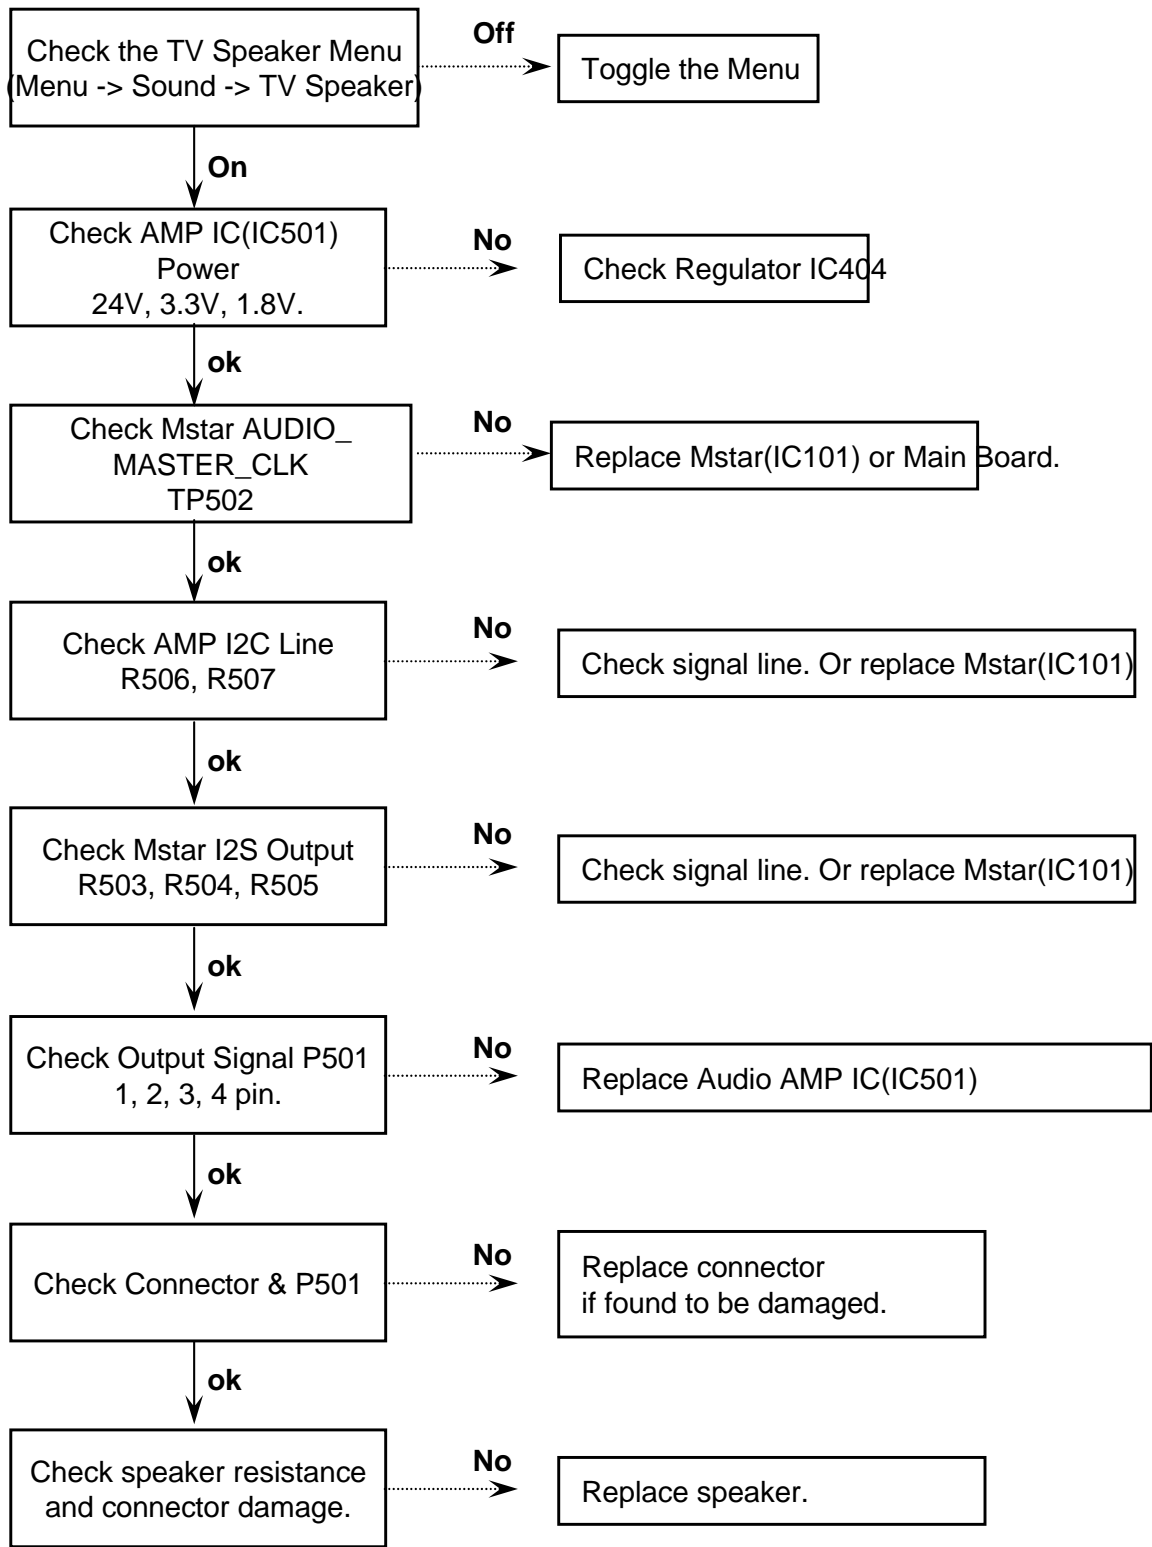 Check the TV Speaker Menu
(Menu -> Sound -> TV Speaker)
Off
Toggle the Menu
On
Check AMP IC(IC501)
Power
24V, 3.3V, 1.8V.
No
Check Regulator IC404
ok
Check Mstar AUDIO_
MASTER_CLK
TP502
No
Replace Mstar(IC101) or Main Board.
ok
Check AMP I2C Line
R506, R507
No
Check signal line. Or replace Mstar(IC101)
ok
Check Mstar I2S Output
R503, R504, R505
No
Check signal line. Or replace Mstar(IC101)
ok
Check Output Signal P501
1, 2, 3, 4 pin.
No
Replace Audio AMP IC(IC501)
ok
Check Connector & P501
No
Replace connector
if found to be damaged.
ok
Check speaker resistance
and connector damage.
No
Replace speaker.